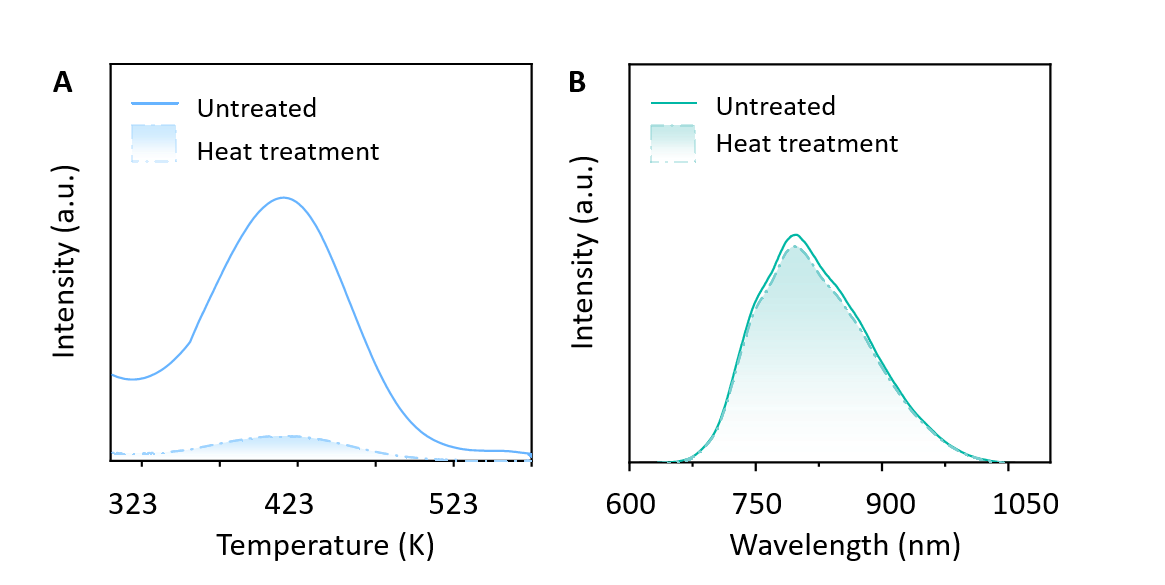 A
Untreated
Heat treatment
Intensity (a.u.)
323 423 523
Temperature (K)
B
Untreated
Heat treatment
Intensity (a.u.)
600 750 900 1050
Wavelength (nm)